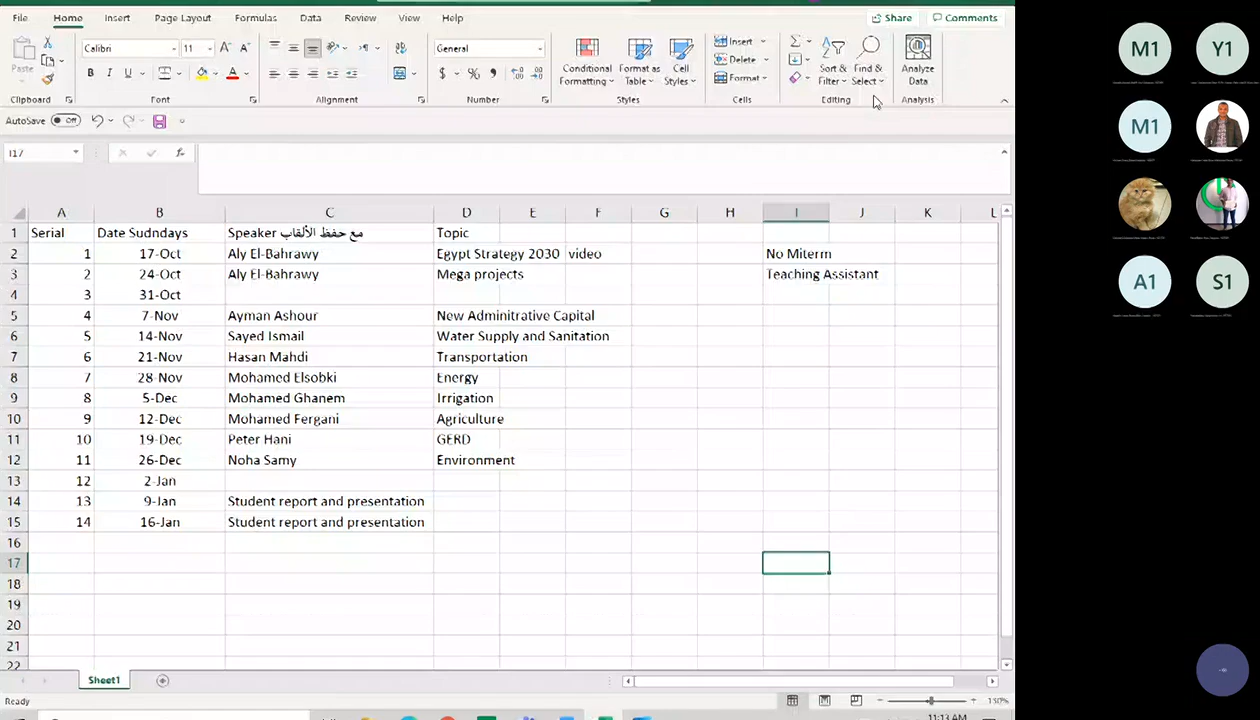 File Home Insert Page Layout Formulas Data Review View Help Share Comments
Calibri 11 General
Paste B I U Conditional Formatting Format as Table Cell Styles Insert Delete Format Sort & Filter Find & Select Analyze Data
Clipboard Font Alignment Number Styles Cells Editing Analysis
AutoSave Off
I17 fx
A B C D E F G H I J K L
1 Serial Date Sudndays Speaker مع حفظ الألقاب Topic
2 1 17-Oct Aly El-Bahrawy Egypt Strategy 2030 video No Miterm
3 2 24-Oct Aly El-Bahrawy Mega projects Teaching Assistant
4 3 31-Oct
5 4 7-Nov Ayman Ashour New Adminitrative Capital
6 5 14-Nov Sayed Ismail Water Supply and Sanitation
7 6 21-Nov Hasan Mahdi Transportation
8 7 28-Nov Mohamed Elsobki Energy
9 8 5-Dec Mohamed Ghanem Irrigation
10 9 12-Dec Mohamed Fergani Agriculture
11 10 19-Dec Peter Hani GERD
12 11 26-Dec Noha Samy Environment
13 12 2-Jan
14 13 9-Jan Student report and presentation
15 14 16-Jan Student report and presentation
16
17
18
19
20
21
22
Sheet1
Ready 130%
11:13 AM
M1 Y1
M1
A1 S1